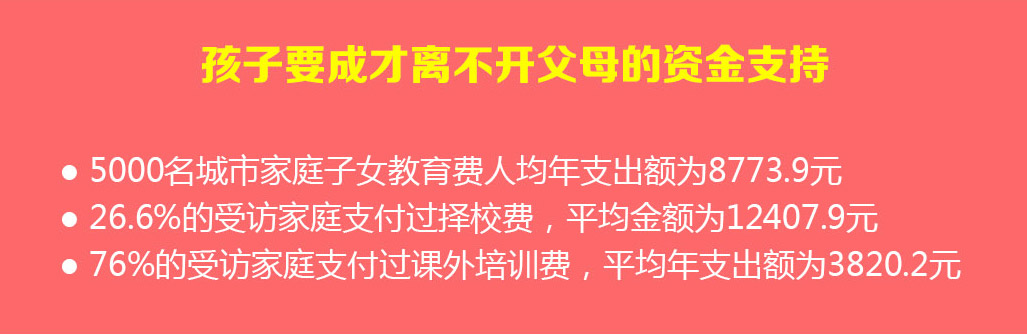 孩子要成才离不开父母的资金支持
● 5000名城市家庭子女教育费人均年支出额为8773.9元
● 26.6%的受访家庭支付过择校费，平均金额为12407.9元
● 76%的受访家庭支付过课外培训费，平均年支出额为3820.2元